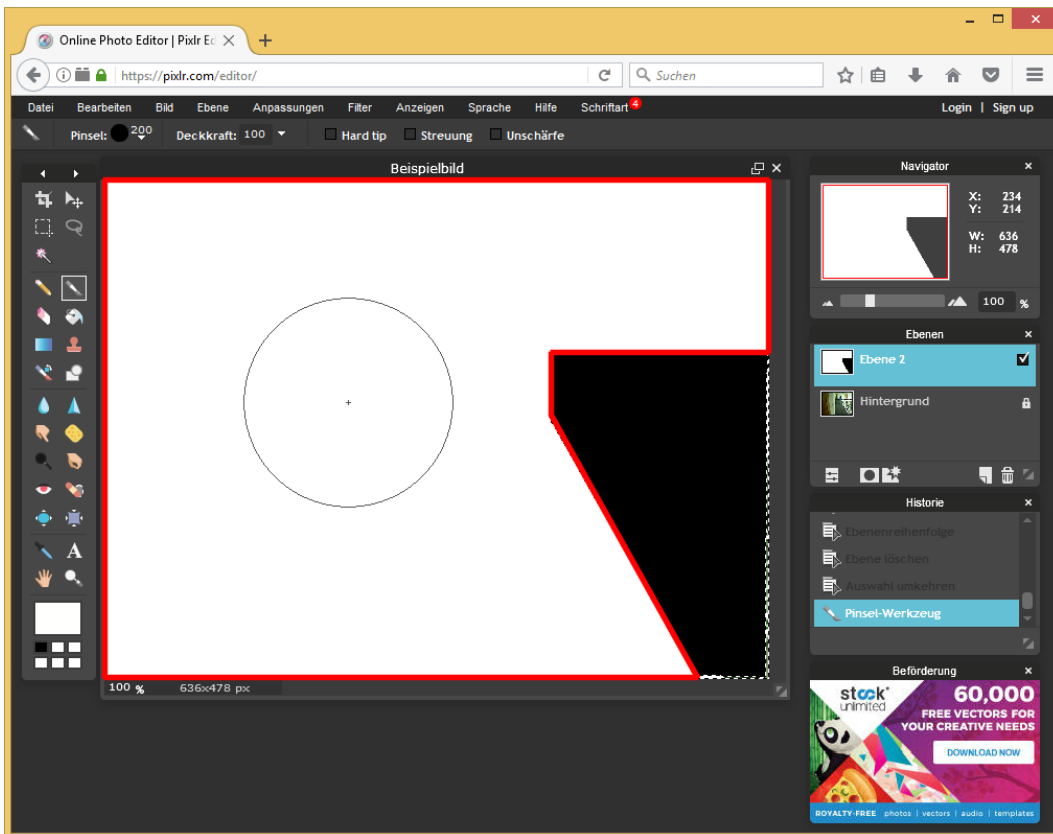 Online Photo Editor | Pixlr Ec
https://pixlr.com/editor/
Suchen
Datei Bearbeiten Bild Ebene Anpassungen Filter Anzeigen Sprache Hilfe Schriftart 4 Login | Sign up
Pinsel: 200 Deckkraft: 100 Hard tip Streuung Unschärfe
Beispielbild
100 % 636x478 px
Navigator
X: 234
Y: 214
W: 636
H: 478
100 %
Ebenen
Ebene 2
Hintergrund
Historie
Ebenenreihenfolge
Ebene löschen
Auswahl umkehren
Pinsel-Werkzeug
Beförderung
stock
unlimited
60,000
FREE VECTORS FOR
YOUR CREATIVE NEEDS
DOWNLOAD NOW
ROYALTY-FREE photos | vectors | audio | templates
A